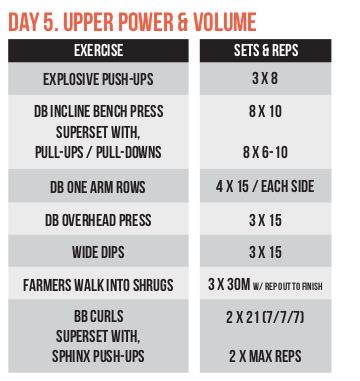 DAY 5. UPPER POWER & VOLUME
EXERCISE SETS & REPS
EXPLOSIVE PUSH-UPS 3 X 8
DB INCLINE BENCH PRESS 8 X 10
SUPERSET WITH,
PULL-UPS / PULL-DOWNS 8 X 6-10
DB ONE ARM ROWS 4 X 15 / EACH SIDE
DB OVERHEAD PRESS 3 X 15
WIDE DIPS 3 X 15
FARMERS WALK INTO SHRUGS 3 X 30M W/ REP OUT TO FINISH
BB CURLS 2 X 21 (7/7/7)
SUPERSET WITH,
SPHINX PUSH-UPS 2 X MAX REPS